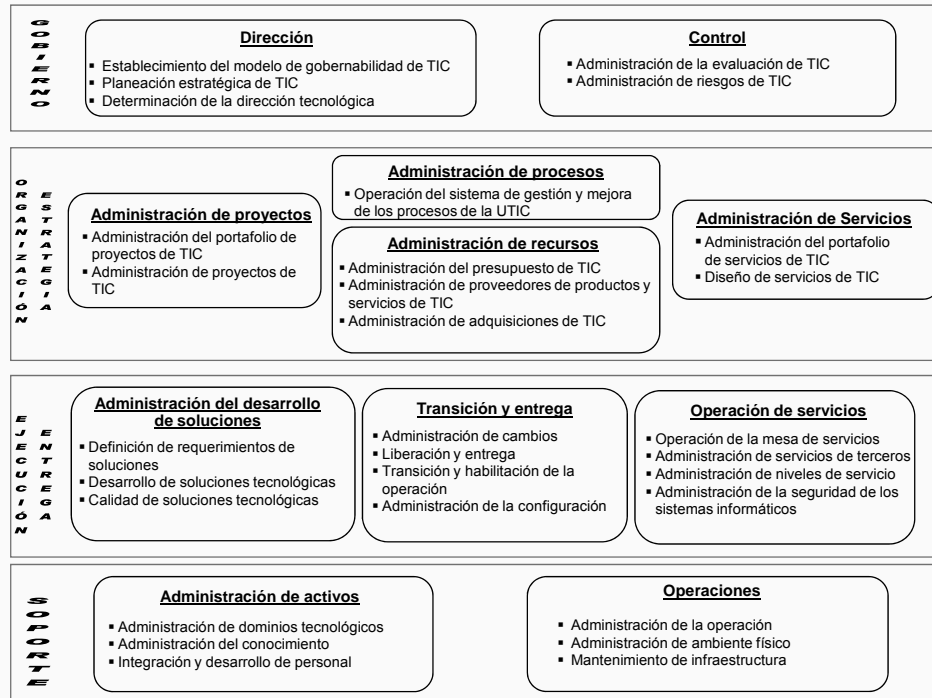 GOBIERNO
Dirección
▪ Establecimiento del modelo de gobernabilidad de TIC
▪ Planeación estratégica de TIC
▪ Determinación de la dirección tecnológica
Control
▪ Administración de la evaluación de TIC
▪ Administración de riesgos de TIC
ORGANIZACIÓN
ESTRATEGIA
Administración de proyectos
▪ Administración del portafolio de
proyectos de TIC
▪ Administración de proyectos de
TIC
Administración de procesos
▪ Operación del sistema de gestión y mejora
de los procesos de la UTIC
Administración de recursos
▪ Administración del presupuesto de TIC
▪ Administración de proveedores de productos y
servicios de TIC
▪ Administración de adquisiciones de TIC
Administración de Servicios
▪ Administración del portafolio
de servicios de TIC
▪ Diseño de servicios de TIC
EJECUCIÓN
ENTREGA
Administración del desarrollo
de soluciones
▪ Definición de requerimientos de
soluciones
▪ Desarrollo de soluciones tecnológicas
▪ Calidad de soluciones tecnológicas
Transición y entrega
▪ Administración de cambios
▪ Liberación y entrega
▪ Transición y habilitación de la
operación
▪ Administración de la configuración
Operación de servicios
▪ Operación de la mesa de servicios
▪ Administración de servicios de terceros
▪ Administración de niveles de servicio
▪ Administración de la seguridad de los
sistemas informáticos
SOPORTE
Administración de activos
▪ Administración de dominios tecnológicos
▪ Administración del conocimiento
▪ Integración y desarrollo de personal
Operaciones
▪ Administración de la operación
▪ Administración de ambiente físico
▪ Mantenimiento de infraestructura